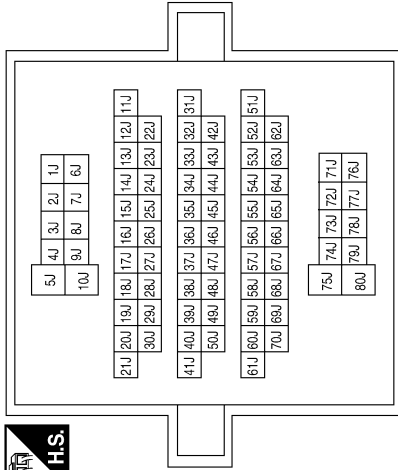 H.S.
5J 4J 3J 2J 1J
10J 9J 8J 7J 6J
21J 20J 19J 18J 17J 16J 15J 14J 13J 12J 11J
30J 29J 28J 27J 26J 25J 24J 23J 22J
41J 40J 39J 38J 37J 36J 35J 34J 33J 32J 31J
50J 49J 48J 47J 46J 45J 44J 43J 42J
61J 60J 59J 58J 57J 56J 55J 54J 53J 52J 51J
70J 69J 68J 67J 66J 65J 64J 63J 62J
75J 74J 73J 72J 71J
80J 79J 78J 77J 76J